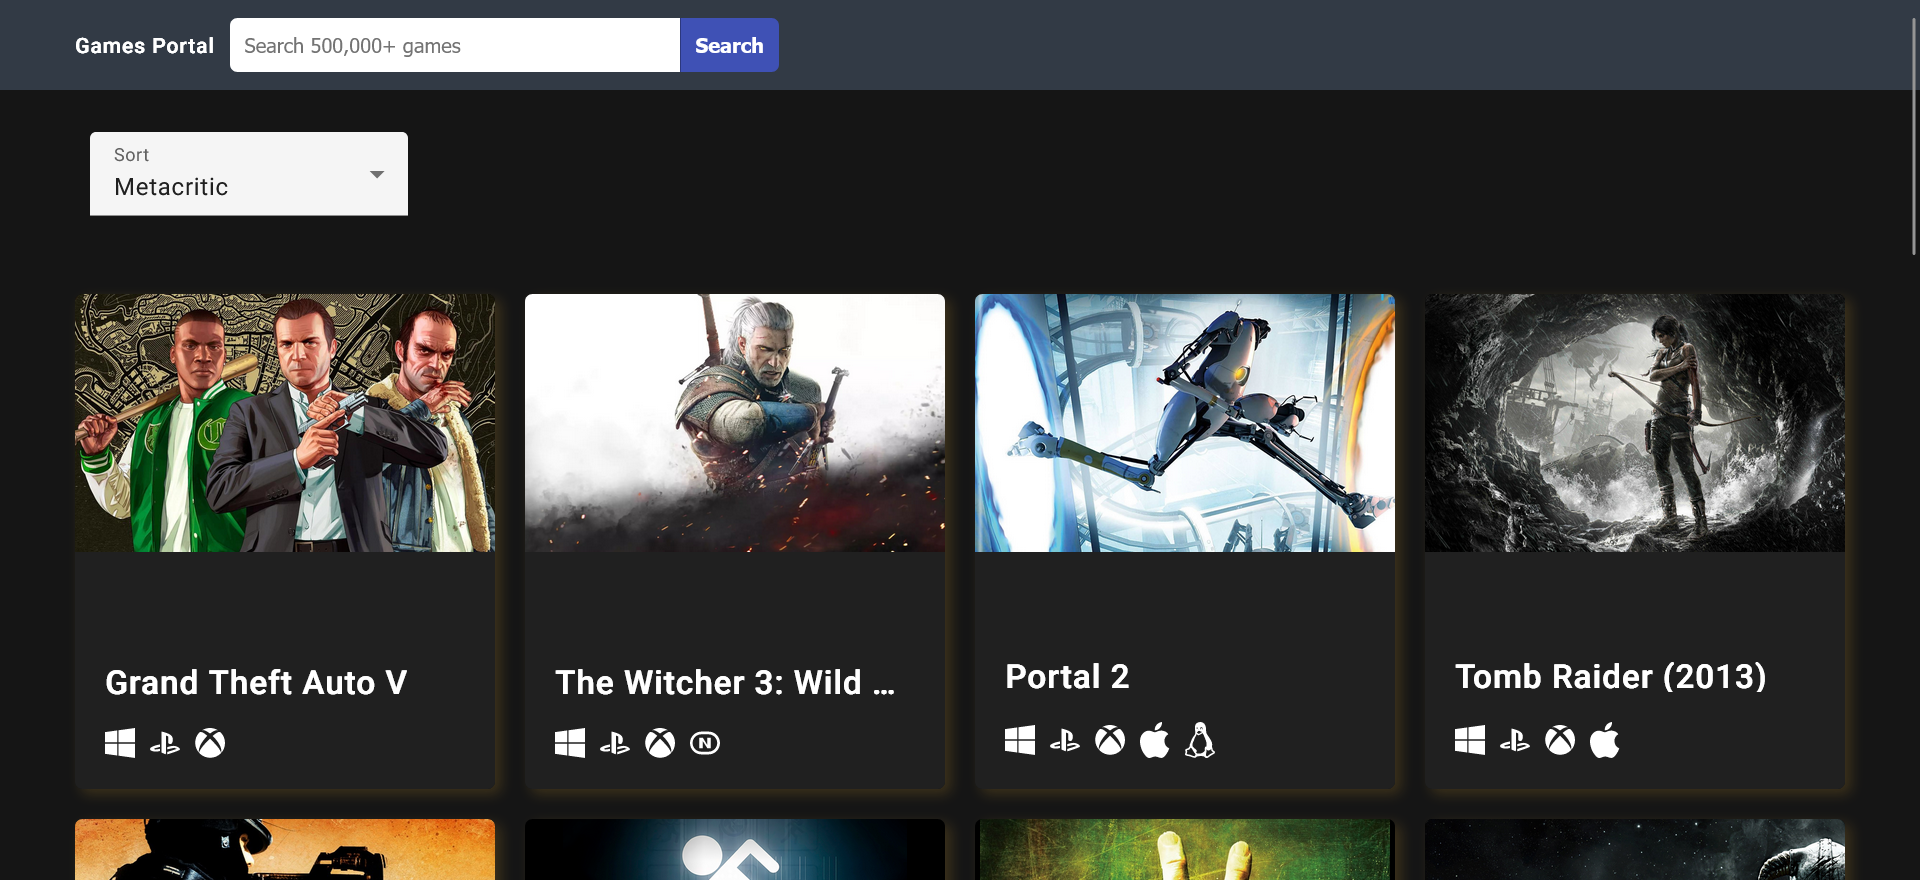 Games Portal
Search 500,000+ games
Search
Sort
Metacritic
Grand Theft Auto V
The Witcher 3: Wild ...
Portal 2
Tomb Raider (2013)